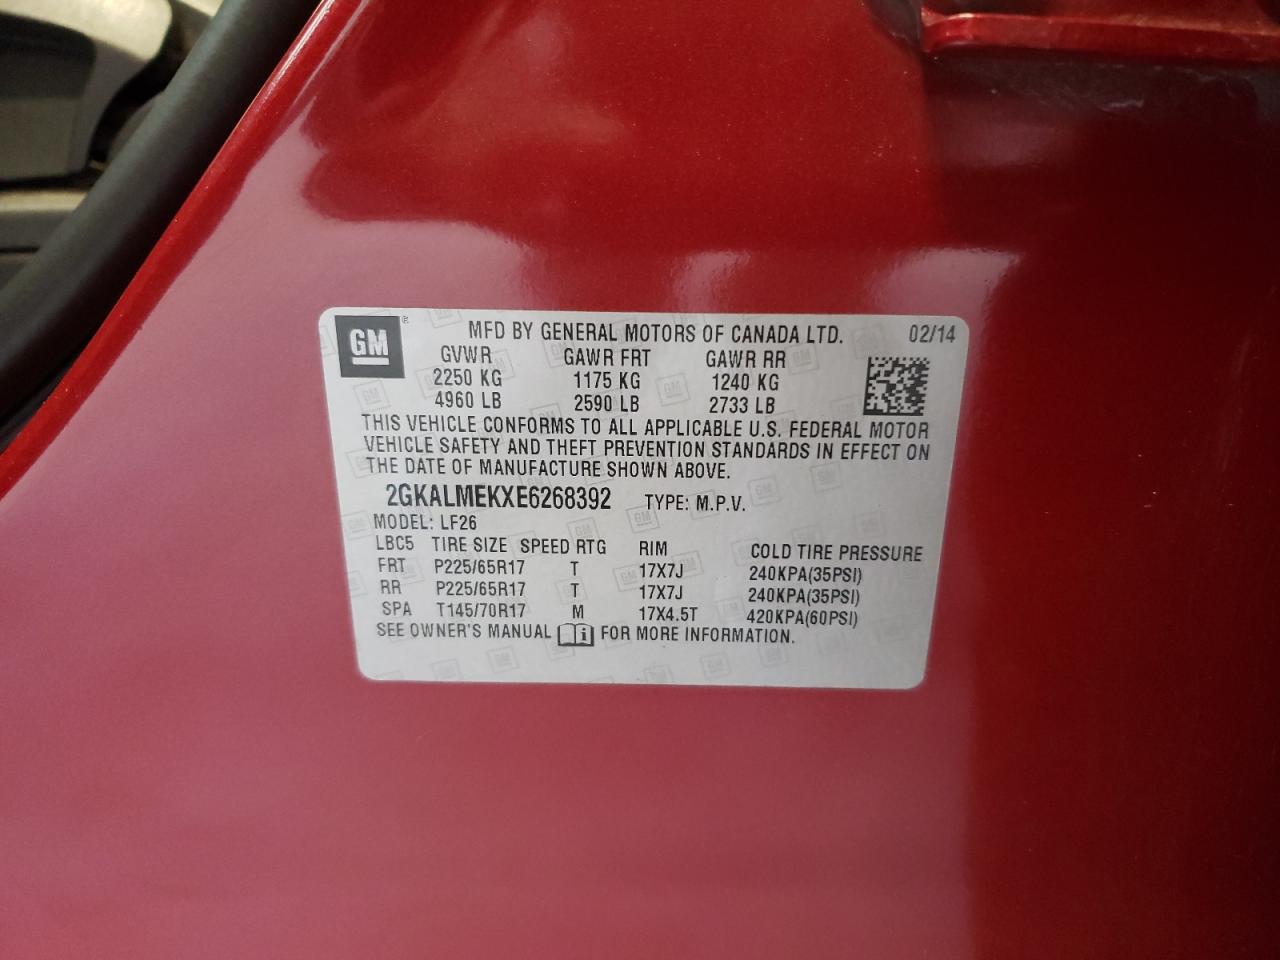 GM ® MFD BY GENERAL MOTORS OF CANADA LTD. 02/14
GVWR GAWR FRT GAWR RR
2250 KG 1175 KG 1240 KG
4960 LB 2590 LB 2733 LB
THIS VEHICLE CONFORMS TO ALL APPLICABLE U.S. FEDERAL MOTOR
VEHICLE SAFETY AND THEFT PREVENTION STANDARDS IN EFFECT ON
THE DATE OF MANUFACTURE SHOWN ABOVE.
2GKALMEKXE6268392 TYPE: M.P.V.
MODEL: LF26
LBC5 TIRE SIZE SPEED RTG RIM COLD TIRE PRESSURE
FRT P225/65R17 T 17X7J 240KPA(35PSI)
RR P225/65R17 T 17X7J 240KPA(35PSI)
SPA T145/70R17 M 17X4.5T 420KPA(60PSI)
SEE OWNER'S MANUAL i FOR MORE INFORMATION.